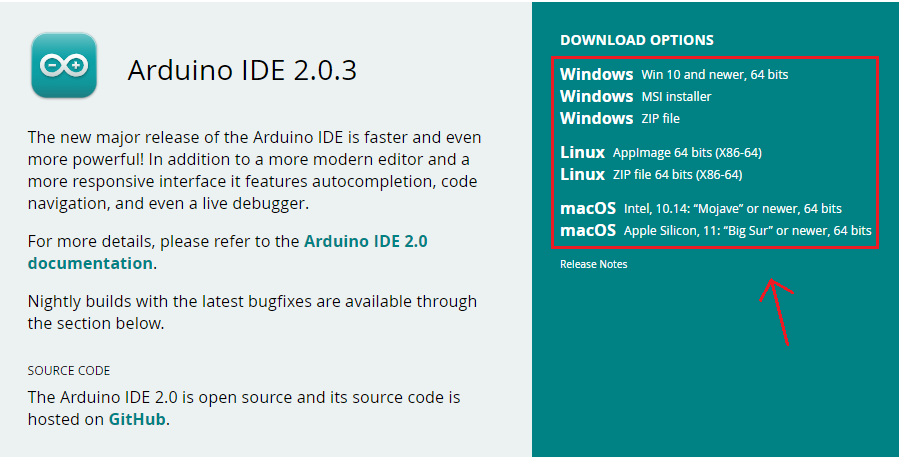 Arduino IDE 2.0.3
The new major release of the Arduino IDE is faster and even
more powerful! In addition to a more modern editor and a
more responsive interface it features autocompletion, code
navigation, and even a live debugger.
For more details, please refer to the Arduino IDE 2.0
documentation.
Nightly builds with the latest bugfixes are available through
the section below.
SOURCE CODE
The Arduino IDE 2.0 is open source and its source code is
hosted on GitHub.
DOWNLOAD OPTIONS
Windows Win 10 and newer, 64 bits
Windows MSI installer
Windows ZIP file
Linux AppImage 64 bits (X86-64)
Linux ZIP file 64 bits (X86-64)
macOS Intel, 10.14: “Mojave” or newer, 64 bits
macOS Apple Silicon, 11: “Big Sur” or newer, 64 bits
Release Notes